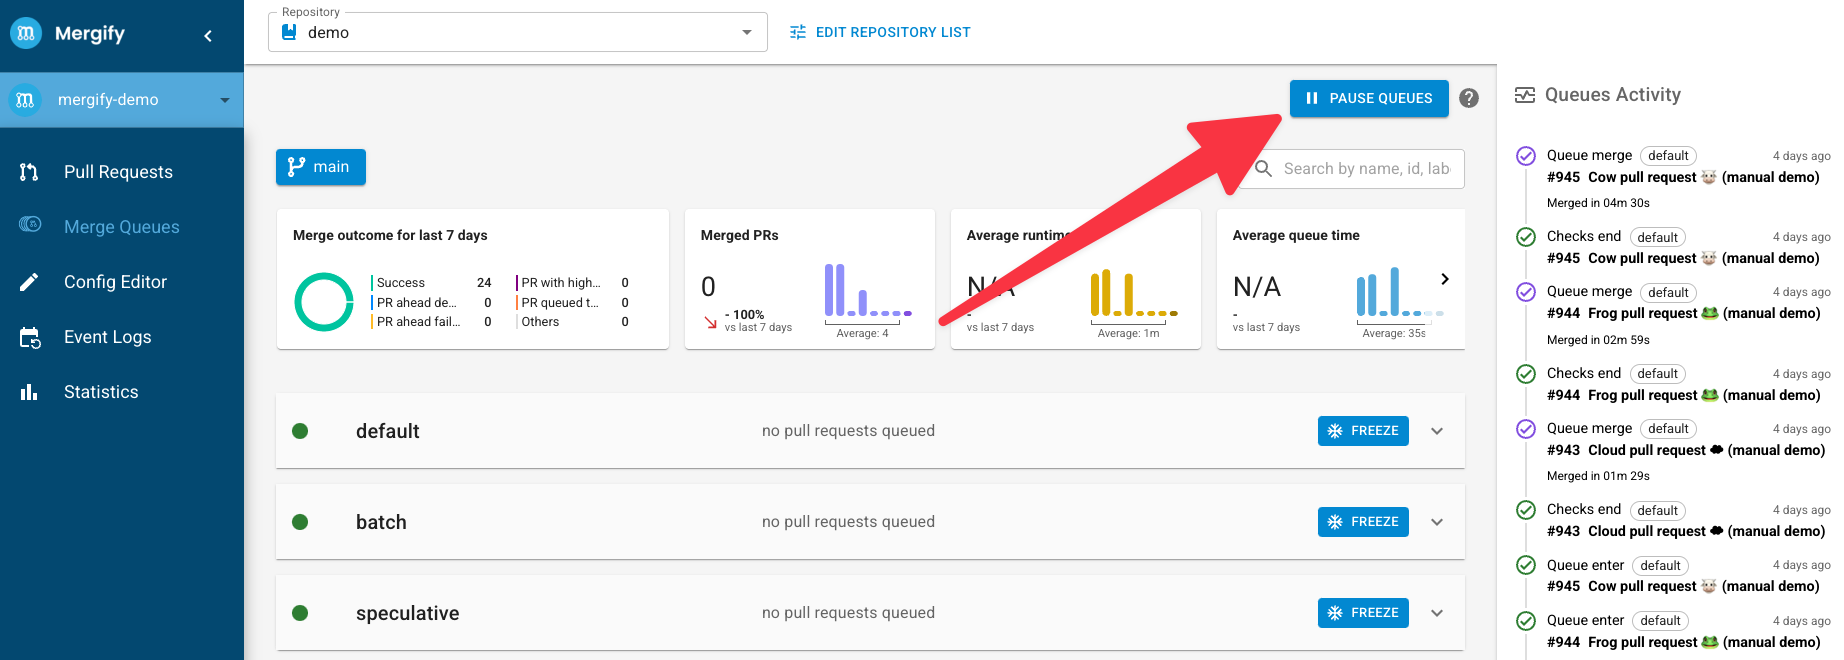 Mergify
mergify-demo
Pull Requests
Merge Queues
Config Editor
Event Logs
Statistics
Repository
demo
EDIT REPOSITORY LIST
PAUSE QUEUES
?
main
Search by name, id, lab
Merge outcome for last 7 days
Success 24
PR ahead de... 0
PR ahead fail... 0
PR with high... 0
PR queued t... 0
Others 0
Merged PRs
0
- 100%
vs last 7 days
Average: 4
Average runtime
N/A
-
vs last 7 days
Average: 1m
Average queue time
N/A
-
vs last 7 days
Average: 35s
default
no pull requests queued
FREEZE
batch
no pull requests queued
FREEZE
speculative
no pull requests queued
FREEZE
Queues Activity
Queue merge default 4 days ago
#945 Cow pull request 🐮 (manual demo)
Merged in 04m 30s
Checks end default 4 days ago
#945 Cow pull request 🐮 (manual demo)
Queue merge default 4 days ago
#944 Frog pull request 🐸 (manual demo)
Merged in 02m 59s
Checks end default 4 days ago
#944 Frog pull request 🐸 (manual demo)
Queue merge default 4 days ago
#943 Cloud pull request ☁ (manual demo)
Merged in 01m 29s
Checks end default 4 days ago
#943 Cloud pull request ☁ (manual demo)
Queue enter default 4 days ago
#945 Cow pull request 🐮 (manual demo)
Queue enter default 4 days ago
#944 Frog pull request 🐸 (manual demo)